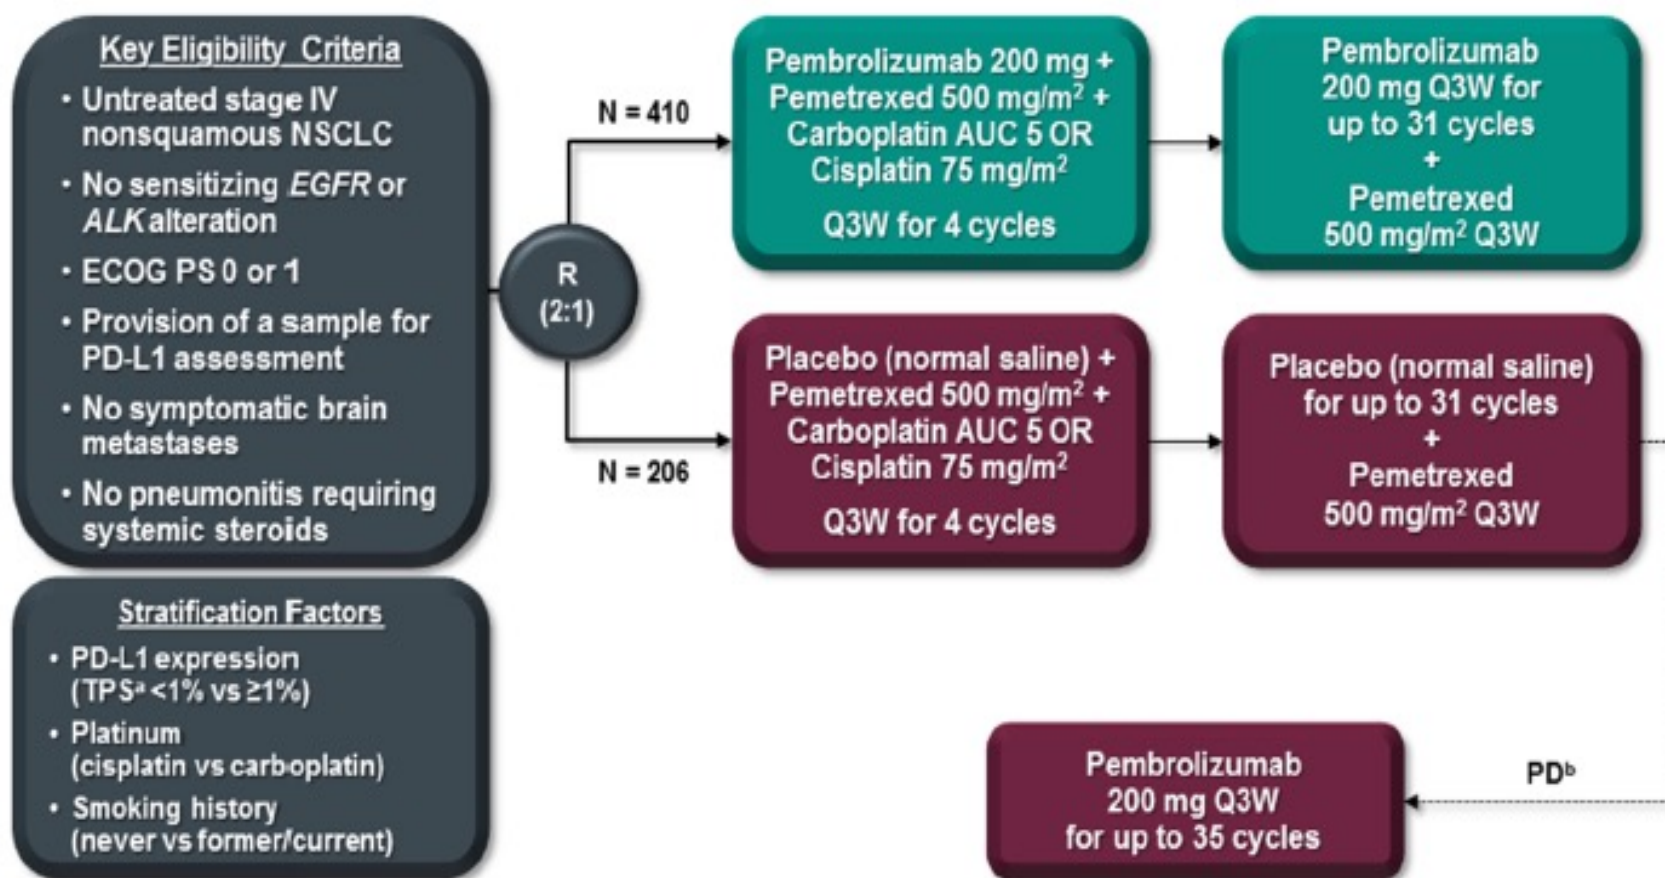 Key Eligibility Criteria
• Untreated stage IV
nonsquamous NSCLC
• No sensitizing EGFR or
ALK alteration
• ECOG PS 0 or 1
• Provision of a sample for
PD-L1 assessment
• No symptomatic brain
metastases
• No pneumonitis requiring
systemic steroids
Stratification Factors
• PD-L1 expression
(TPSᵃ <1% vs ≥1%)
• Platinum
(cisplatin vs carboplatin)
• Smoking history
(never vs former/current)
R
(2:1)
N = 410
Pembrolizumab 200 mg +
Pemetrexed 500 mg/m² +
Carboplatin AUC 5 OR
Cisplatin 75 mg/m²
Q3W for 4 cycles
Pembrolizumab
200 mg Q3W for
up to 31 cycles
+
Pemetrexed
500 mg/m² Q3W
N = 206
Placebo (normal saline) +
Pemetrexed 500 mg/m² +
Carboplatin AUC 5 OR
Cisplatin 75 mg/m²
Q3W for 4 cycles
Placebo (normal saline)
for up to 31 cycles
+
Pemetrexed
500 mg/m² Q3W
PDᵇ
Pembrolizumab
200 mg Q3W
for up to 35 cycles